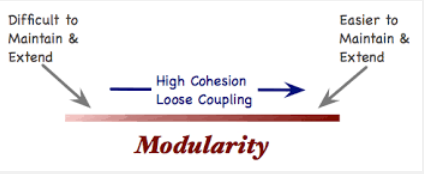 Difficult to
Maintain &
Extend
Easier to
Maintain &
Extend
High Cohesion
Loose Coupling
Modularity